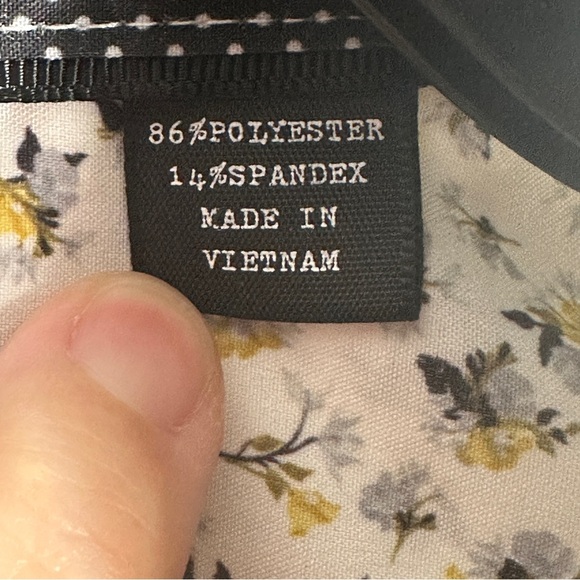 86%POLYESTER
14%SPANDEX
MADE IN
VIETNAM